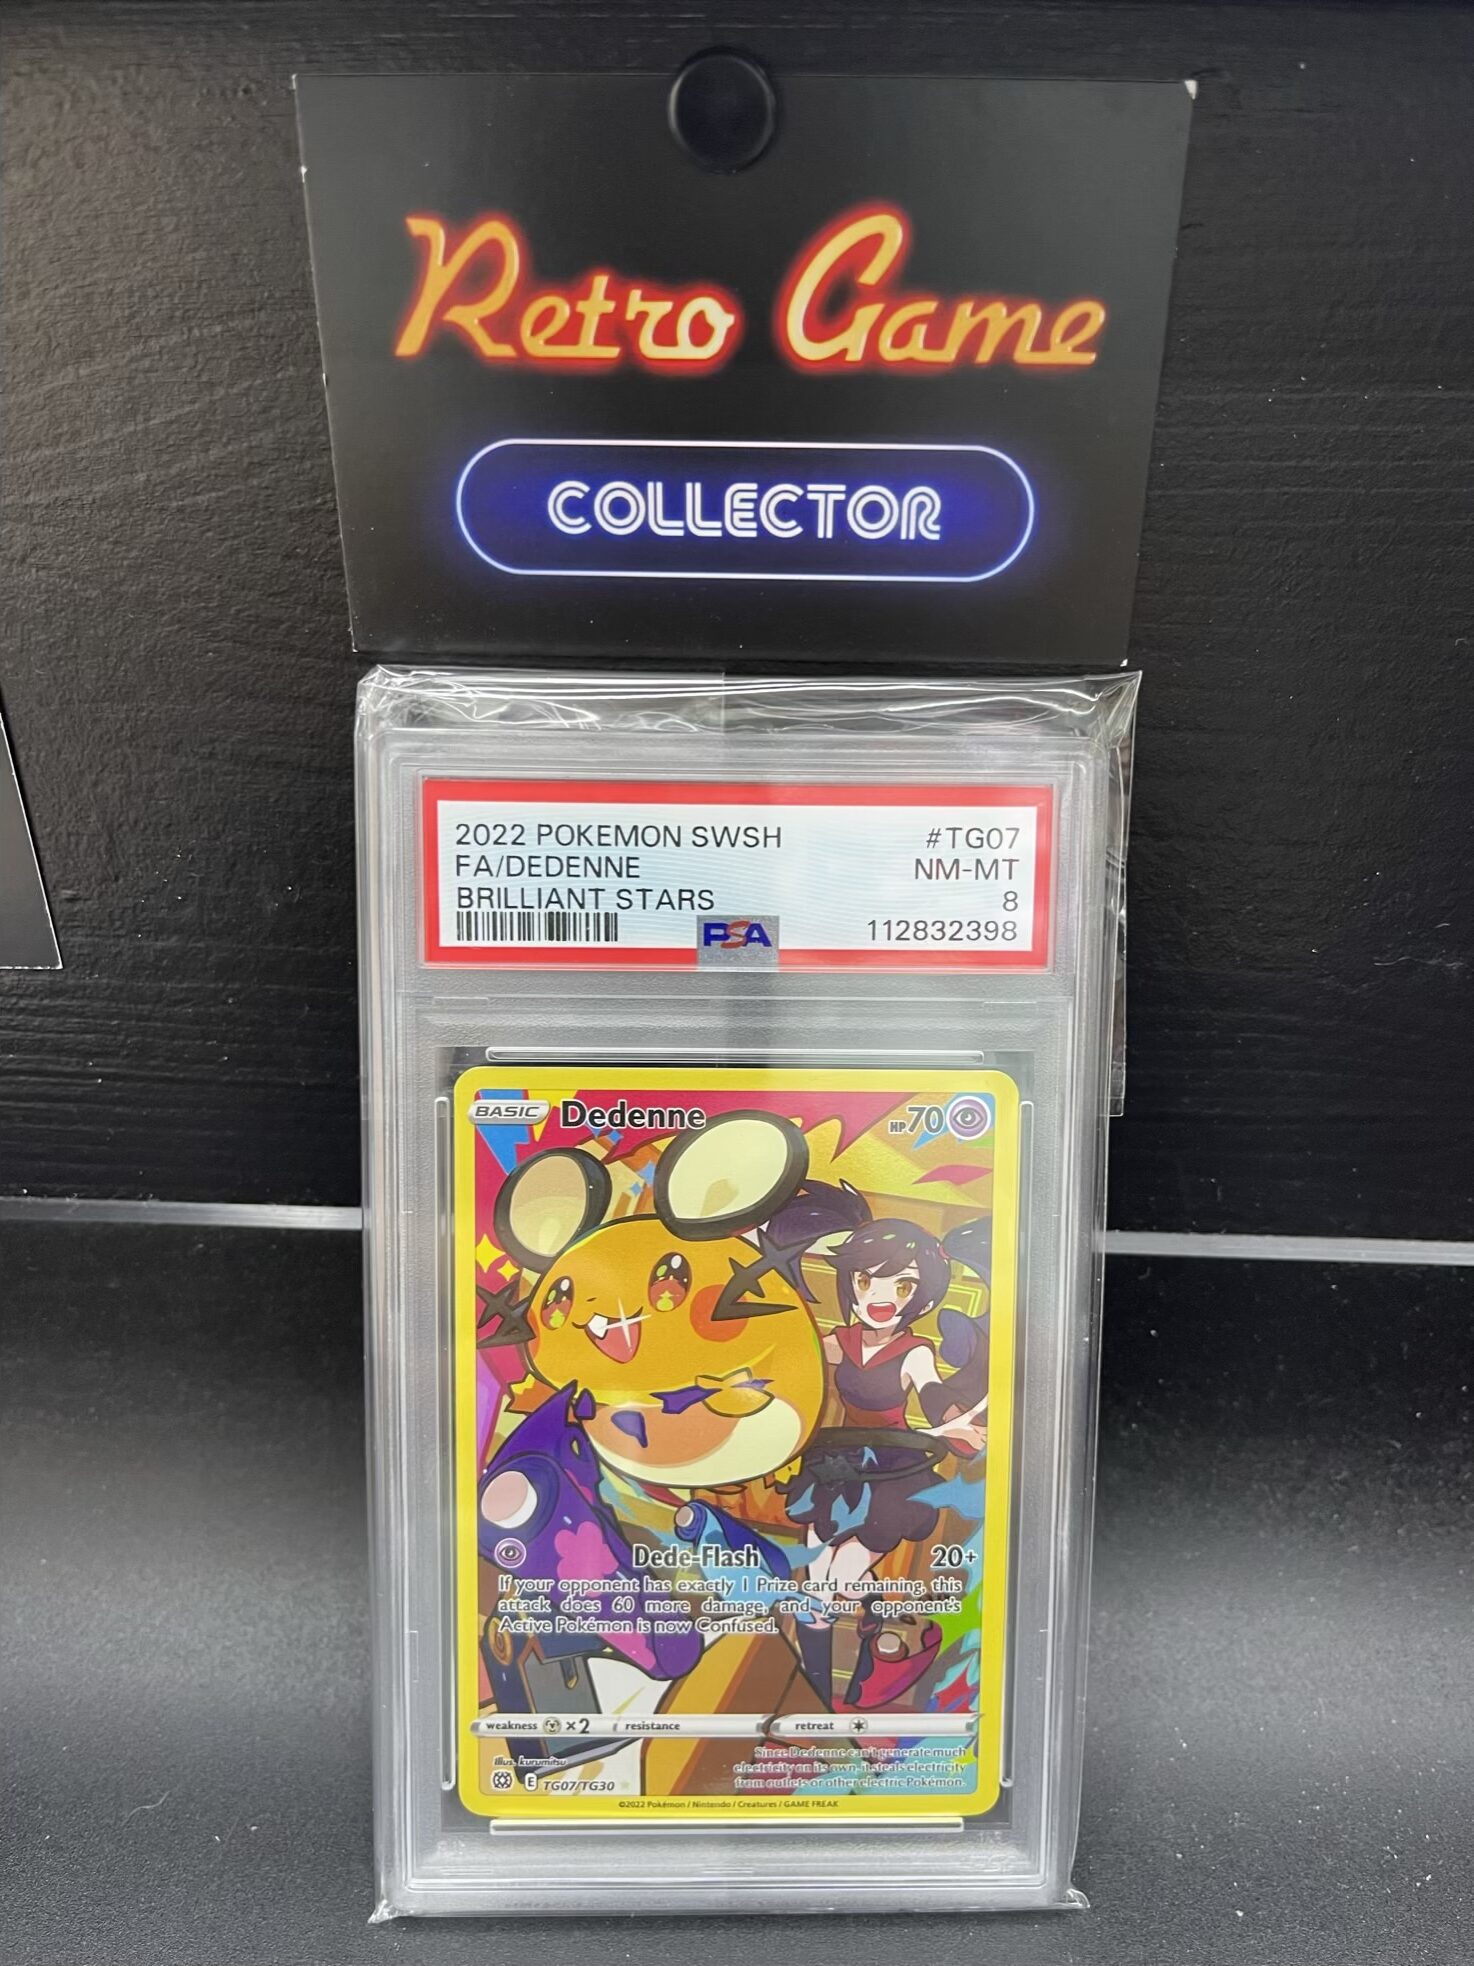 Retro Game
COLLECTOR
2022 POKEMON SWSH #TG07
FA/DEDENNE NM-MT
BRILLIANT STARS 8
PSA 112832398
BASIC Dedenne HP70
Dede-Flash 20+
If your opponent has exactly 1 Prize card remaining, this
attack does 60 more damage, and your opponent's
Active Pokémon is now Confused.
weakness ×2 resistance retreat
Illus. kurumitsu
Since Dedenne can't generate much
electricity on its own, it steals electricity
from outlets or other electric Pokémon.
E TG07/TG30
©2022 Pokémon / Nintendo / Creatures / GAME FREAK